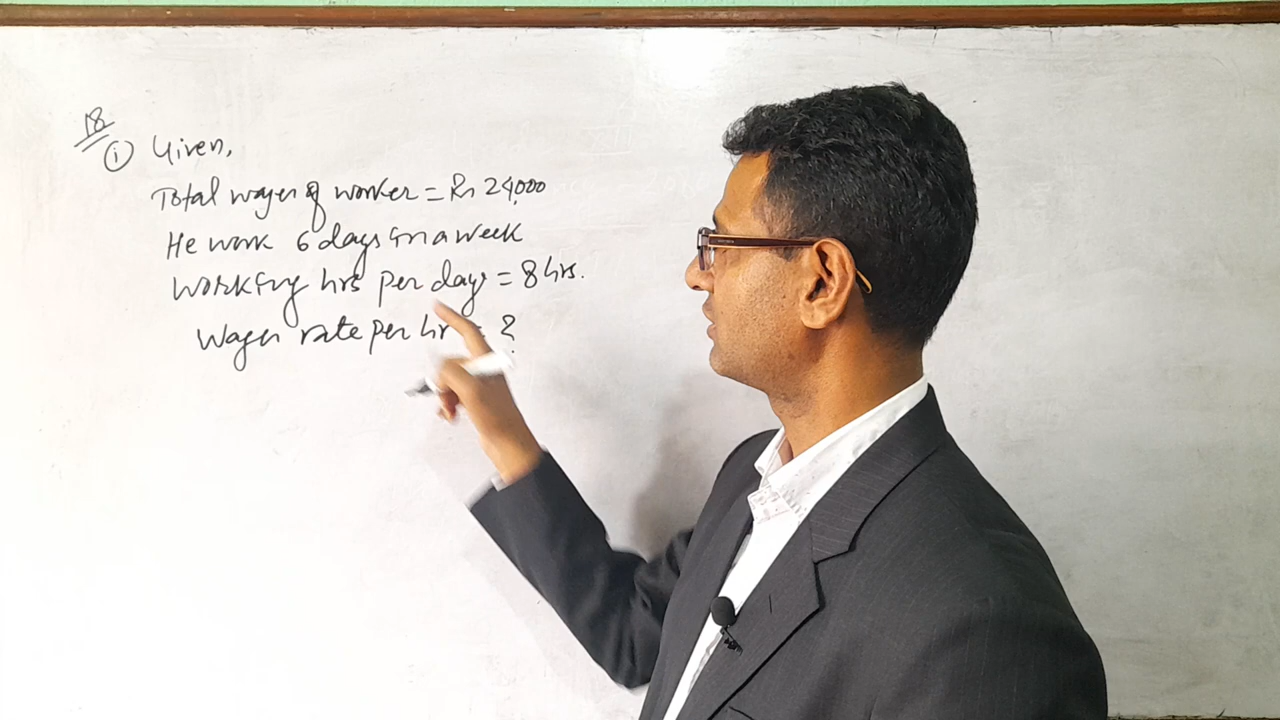 18
(i) Given,
Total wages of worker = Rs 24,000
He work 6 days in a week
Working hrs per days = 8 hrs.
Wages rate per hr = ?